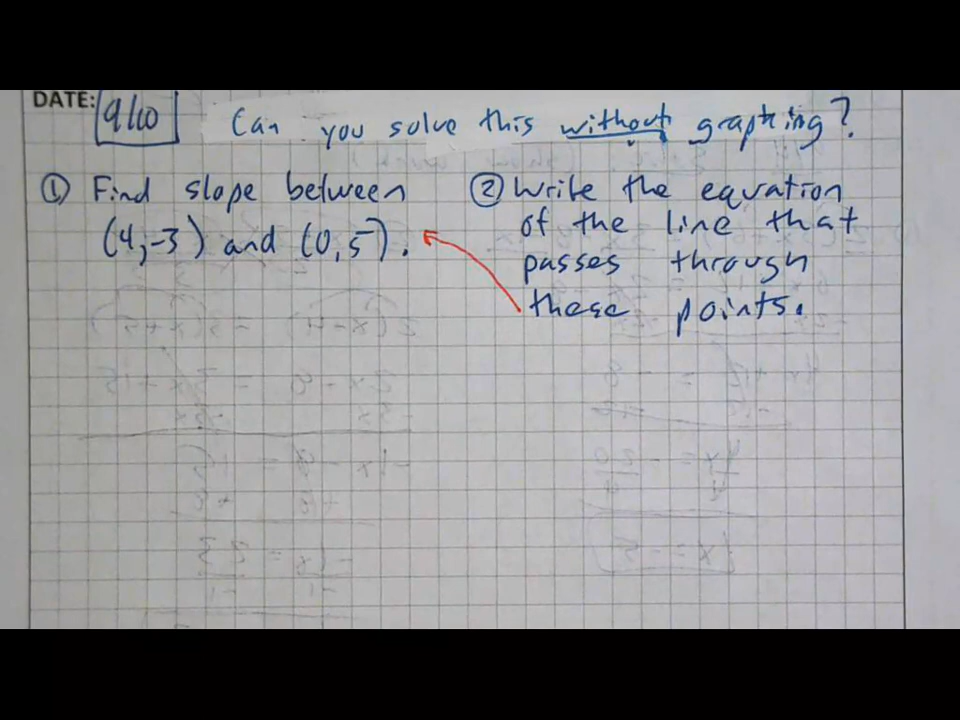 DATE: 9/10 Can you solve this without graphing?
① Find slope between
(4,-3) and (0,5).
② Write the equation
of the line that
passes through
these points.